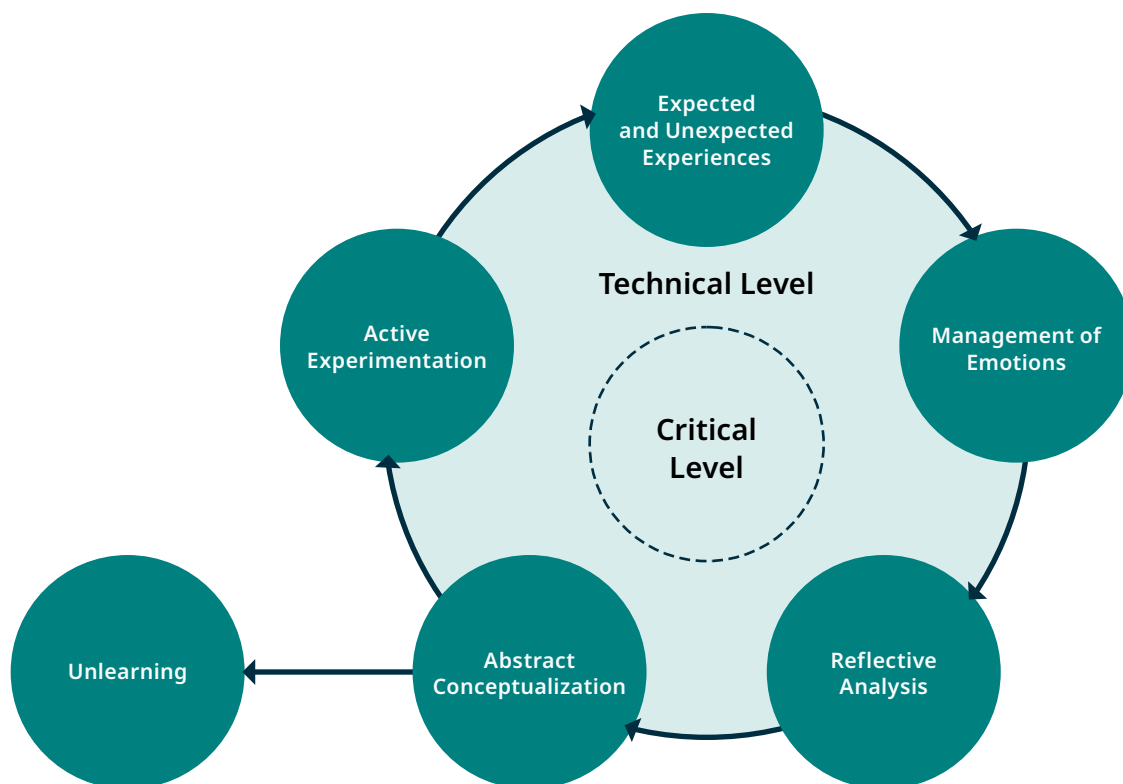 Expected
and Unexpected
Experiences
Technical Level
Active
Experimentation
Management of
Emotions
Critical
Level
Unlearning
Abstract
Conceptualization
Reflective
Analysis